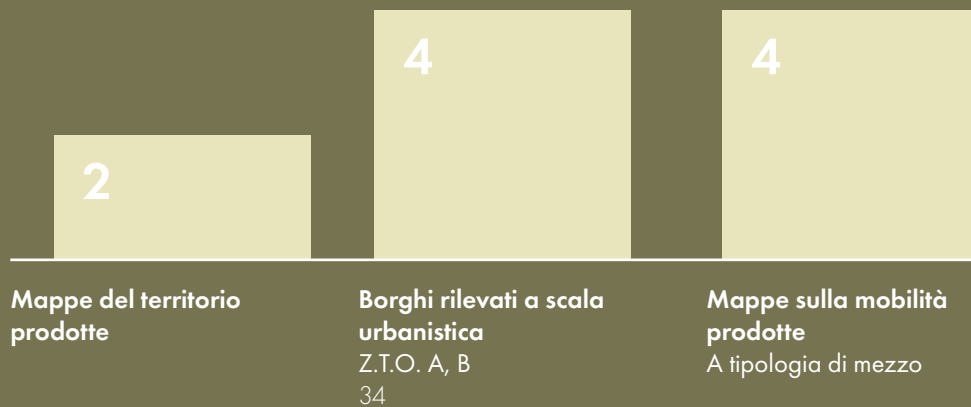 2
4
4
Mappe del territorio
prodotte
Borghi rilevati a scala
urbanistica
Z.T.O. A, B
34
Mappe sulla mobilità
prodotte
A tipologia di mezzo